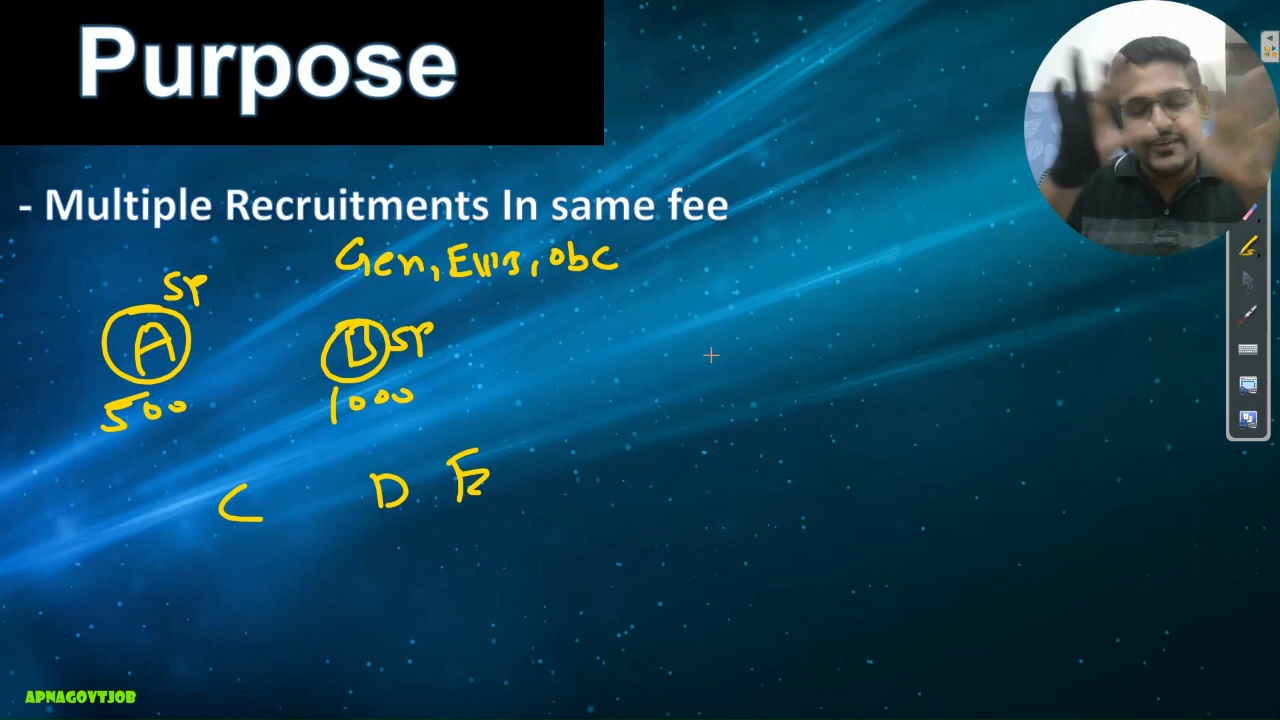 Purpose
- Multiple Recruitments In same fee
Gen, EWS, obc
SP
A
B SP
500
1000
C D E
APNAGOVTJOB